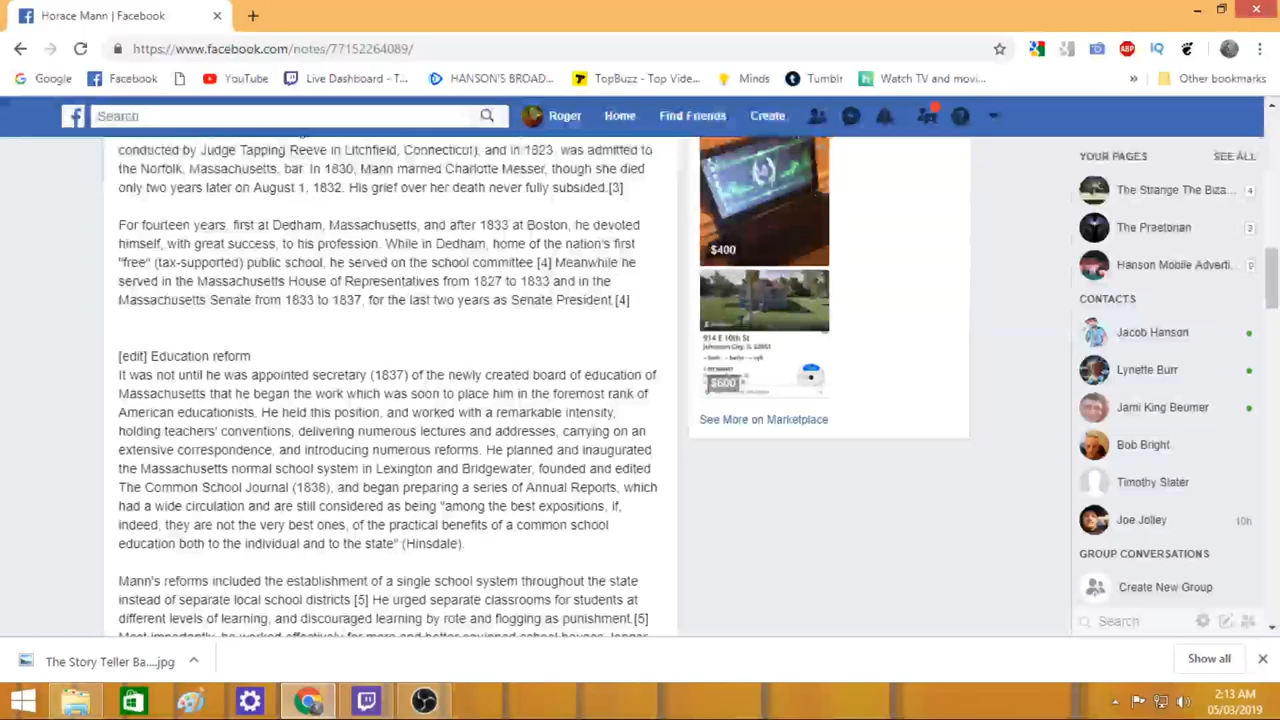 Horace Mann | Facebook
https://www.facebook.com/notes/77152264089/
Google
Facebook
YouTube
Live Dashboard - T...
HANSON'S BROAD...
TopBuzz - Top Vide...
Minds
Tumblr
Watch TV and movi...
»
Other bookmarks
Search
Roger
Home
Find Friends
Create
conducted by Judge Tapping Reeve in Litchfield, Connecticut), and in 1823, was admitted to
the Norfolk, Massachusetts, bar. In 1830, Mann married Charlotte Messer, though she died
only two years later on August 1, 1832. His grief over her death never fully subsided.[3]
For fourteen years, first at Dedham, Massachusetts, and after 1833 at Boston, he devoted
himself, with great success, to his profession. While in Dedham, home of the nation's first
"free" (tax-supported) public school, he served on the school committee.[4] Meanwhile he
served in the Massachusetts House of Representatives from 1827 to 1833 and in the
Massachusetts Senate from 1833 to 1837, for the last two years as Senate President.[4]
[edit] Education reform
It was not until he was appointed secretary (1837) of the newly created board of education of
Massachusetts that he began the work which was soon to place him in the foremost rank of
American educationists. He held this position, and worked with a remarkable intensity,
holding teachers' conventions, delivering numerous lectures and addresses, carrying on an
extensive correspondence, and introducing numerous reforms. He planned and inaugurated
the Massachusetts normal school system in Lexington and Bridgewater, founded and edited
The Common School Journal (1838), and began preparing a series of Annual Reports, which
had a wide circulation and are still considered as being "among the best expositions, if,
indeed, they are not the very best ones, of the practical benefits of a common school
education both to the individual and to the state" (Hinsdale).
Mann's reforms included the establishment of a single school system throughout the state
instead of separate local school districts.[5] He urged separate classrooms for students at
different levels of learning, and discouraged learning by rote and flogging as punishment.[5]
Most importantly, he worked effectively for more and better equipped school houses, longer
$400
914 E 10th St
Johnston City, IL 62951
$600
See More on Marketplace
YOUR PAGES
SEE ALL
The Strange The Biza...
4
The Praetorian
3
Hanson Mobile Adverti...
9
CONTACTS
Jacob Hanson
Lynette Burr
Jami King Beumer
Bob Bright
Timothy Slater
Joe Jolley
10h
GROUP CONVERSATIONS
Create New Group
Search
The Story Teller Ba....jpg
Show all
2:13 AM
05/03/2019